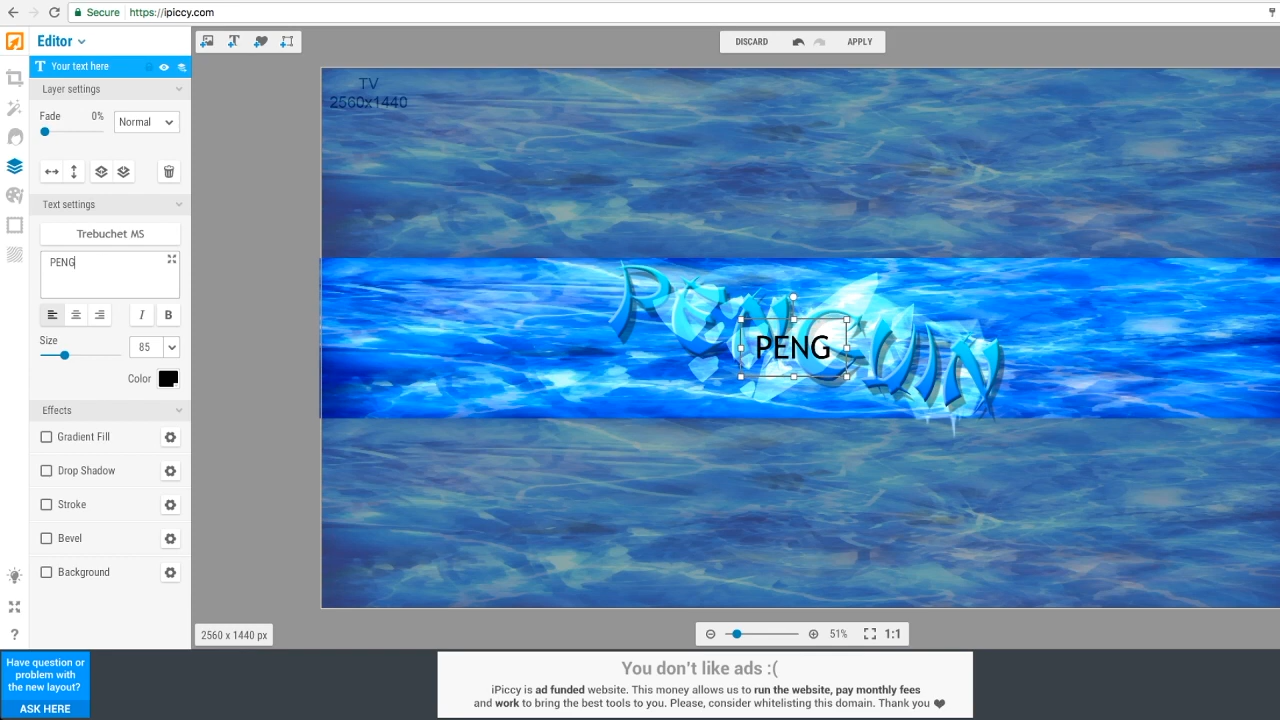 Secure https://ipiccy.com
Editor
DISCARD APPLY
Your text here
Layer settings
Fade 0% Normal
Text settings
Trebuchet MS
PENG
I B
Size
85
Color
Effects
Gradient Fill
Drop Shadow
Stroke
Bevel
Background
?
TV
2560x1440
PENGUIN
PENG
2560 x 1440 px
51% 1:1
Have question or
problem with
the new layout?
ASK HERE
You don't like ads :(
iPiccy is ad funded website. This money allows us to run the website, pay monthly fees
and work to bring the best tools to you. Please, consider whitelisting this domain. Thank you